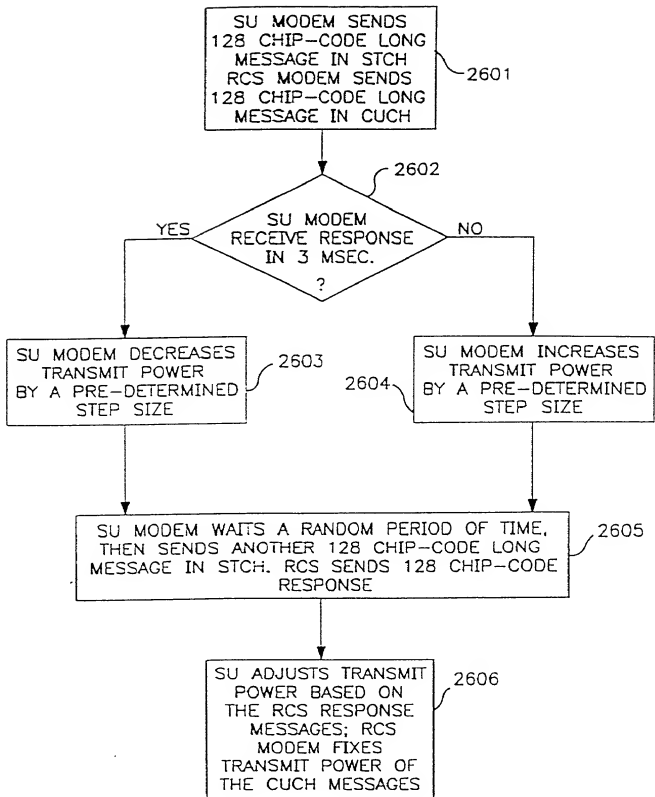 SU MODEM SENDS
128 CHIP-CODE LONG
MESSAGE IN STCH
RCS MODEM SENDS
128 CHIP-CODE LONG
MESSAGE IN CUCH
2601
2602
SU MODEM
RECEIVE RESPONSE
IN 3 MSEC.
?
YES
NO
SU MODEM DECREASES
TRANSMIT POWER
BY A PRE-DETERMINED
STEP SIZE
2603
SU MODEM INCREASES
TRANSMIT POWER
BY A PRE-DETERMINED
STEP SIZE
2604
SU MODEM WAITS A RANDOM PERIOD OF TIME,
THEN SENDS ANOTHER 128 CHIP-CODE LONG
MESSAGE IN STCH. RCS SENDS 128 CHIP-CODE
RESPONSE
2605
SU ADJUSTS TRANSMIT
POWER BASED ON
THE RCS RESPONSE
MESSAGES; RCS
MODEM FIXES
TRANSMIT POWER OF
THE CUCH MESSAGES
2606